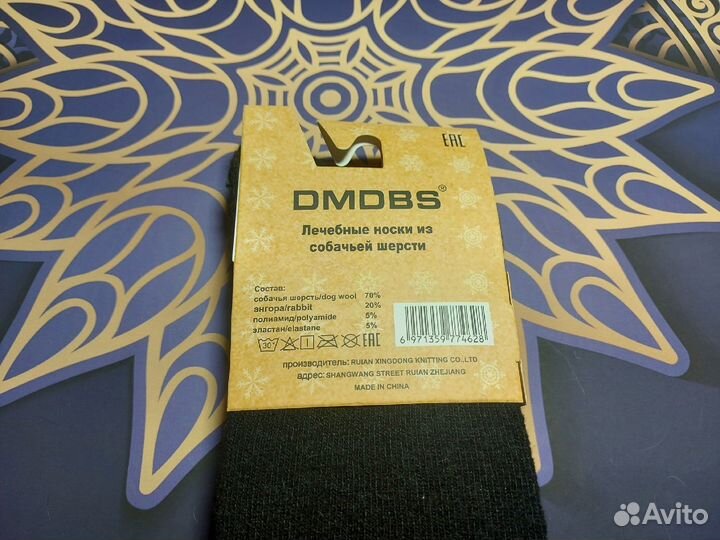 EAC
DMDBS®
Лечебные носки из
собачьей шерсти
Состав:
собачья шерсть/dog wool 70%
ангора/rabbit 20%
полиамид/polyamide 5%
эластан/elastane 5%
30° EAC
6 971359 774628
производитель: RUIAN XINGDONG KNITTING CO.,LTD.
адрес: SHANGWANG STREET RUIAN ZHEJIANG
MADE IN CHINA
Avito